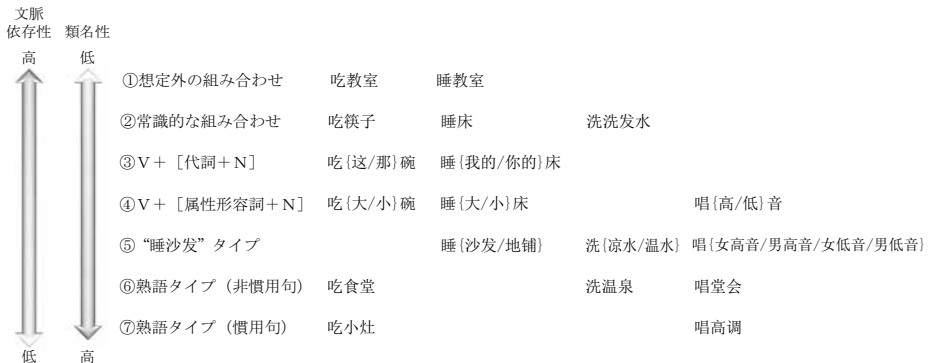 文脈
依存性 類名性
高 低
①想定外の組み合わせ 吃教室 睡教室
②常識的な組み合わせ 吃筷子 睡床 洗洗发水
③V+［代詞+N］ 吃{这/那}碗 睡{我的/你的}床
④V+［属性形容詞+N］ 吃{大/小}碗 睡{大/小}床 唱{高/低}音
⑤“睡沙发”タイプ 睡{沙发/地铺} 洗{凉水/温水} 唱{女高音/男高音/女低音/男低音}
⑥熟語タイプ（非慣用句） 吃食堂 洗温泉 唱堂会
⑦熟語タイプ（慣用句） 吃小灶 唱高调
低 高